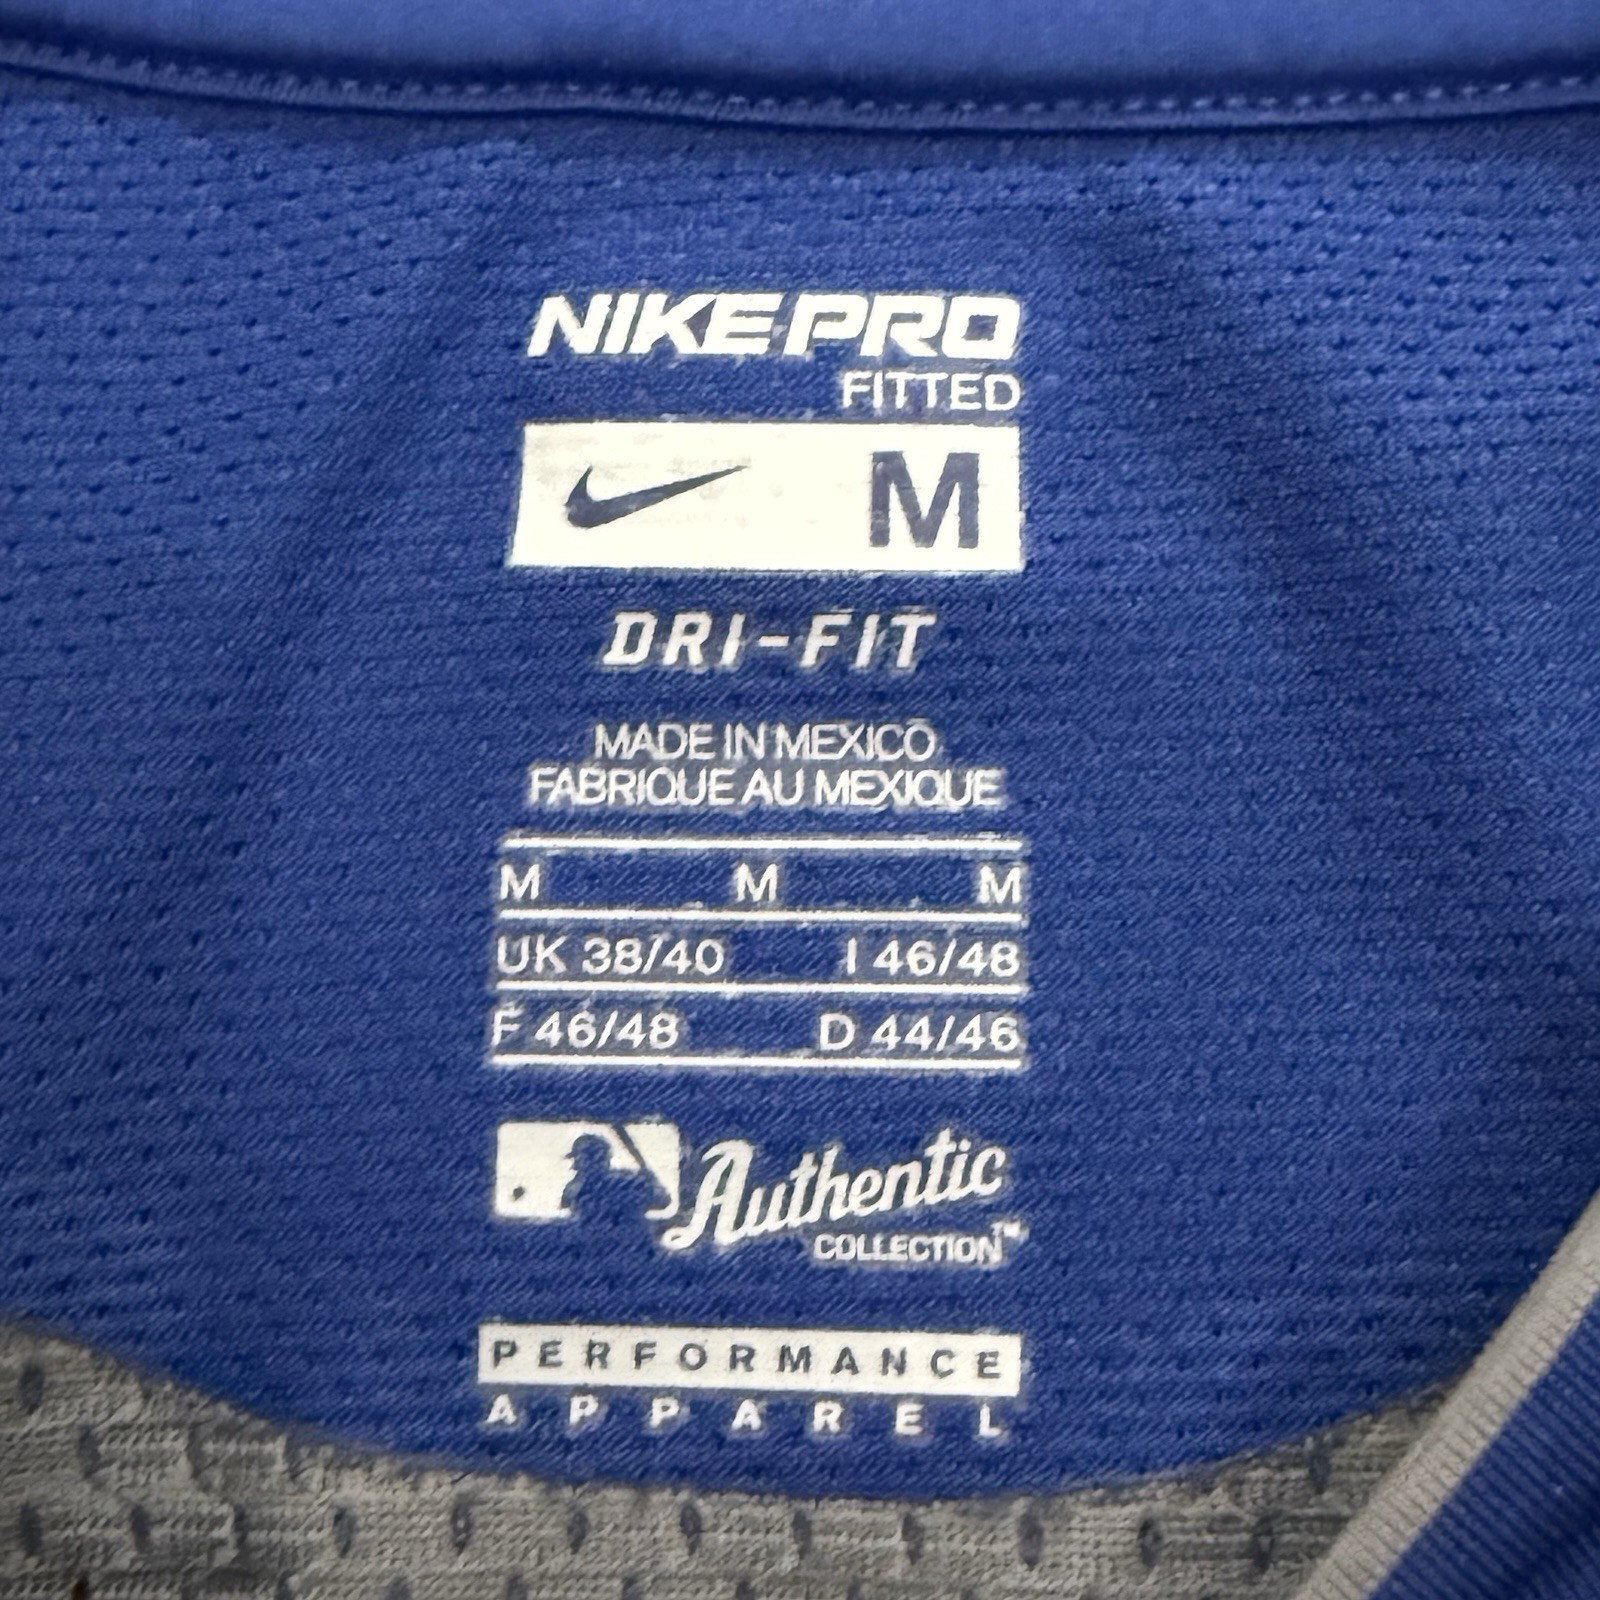 NIKE PRO
FITTED
M
DRI-FIT
MADE IN MEXICO
FABRIQUE AU MEXIQUE
M M M
UK 38/40 I 46/48
F 46/48 D 44/46
Authentic
COLLECTION™
PERFORMANCE
APPAREL